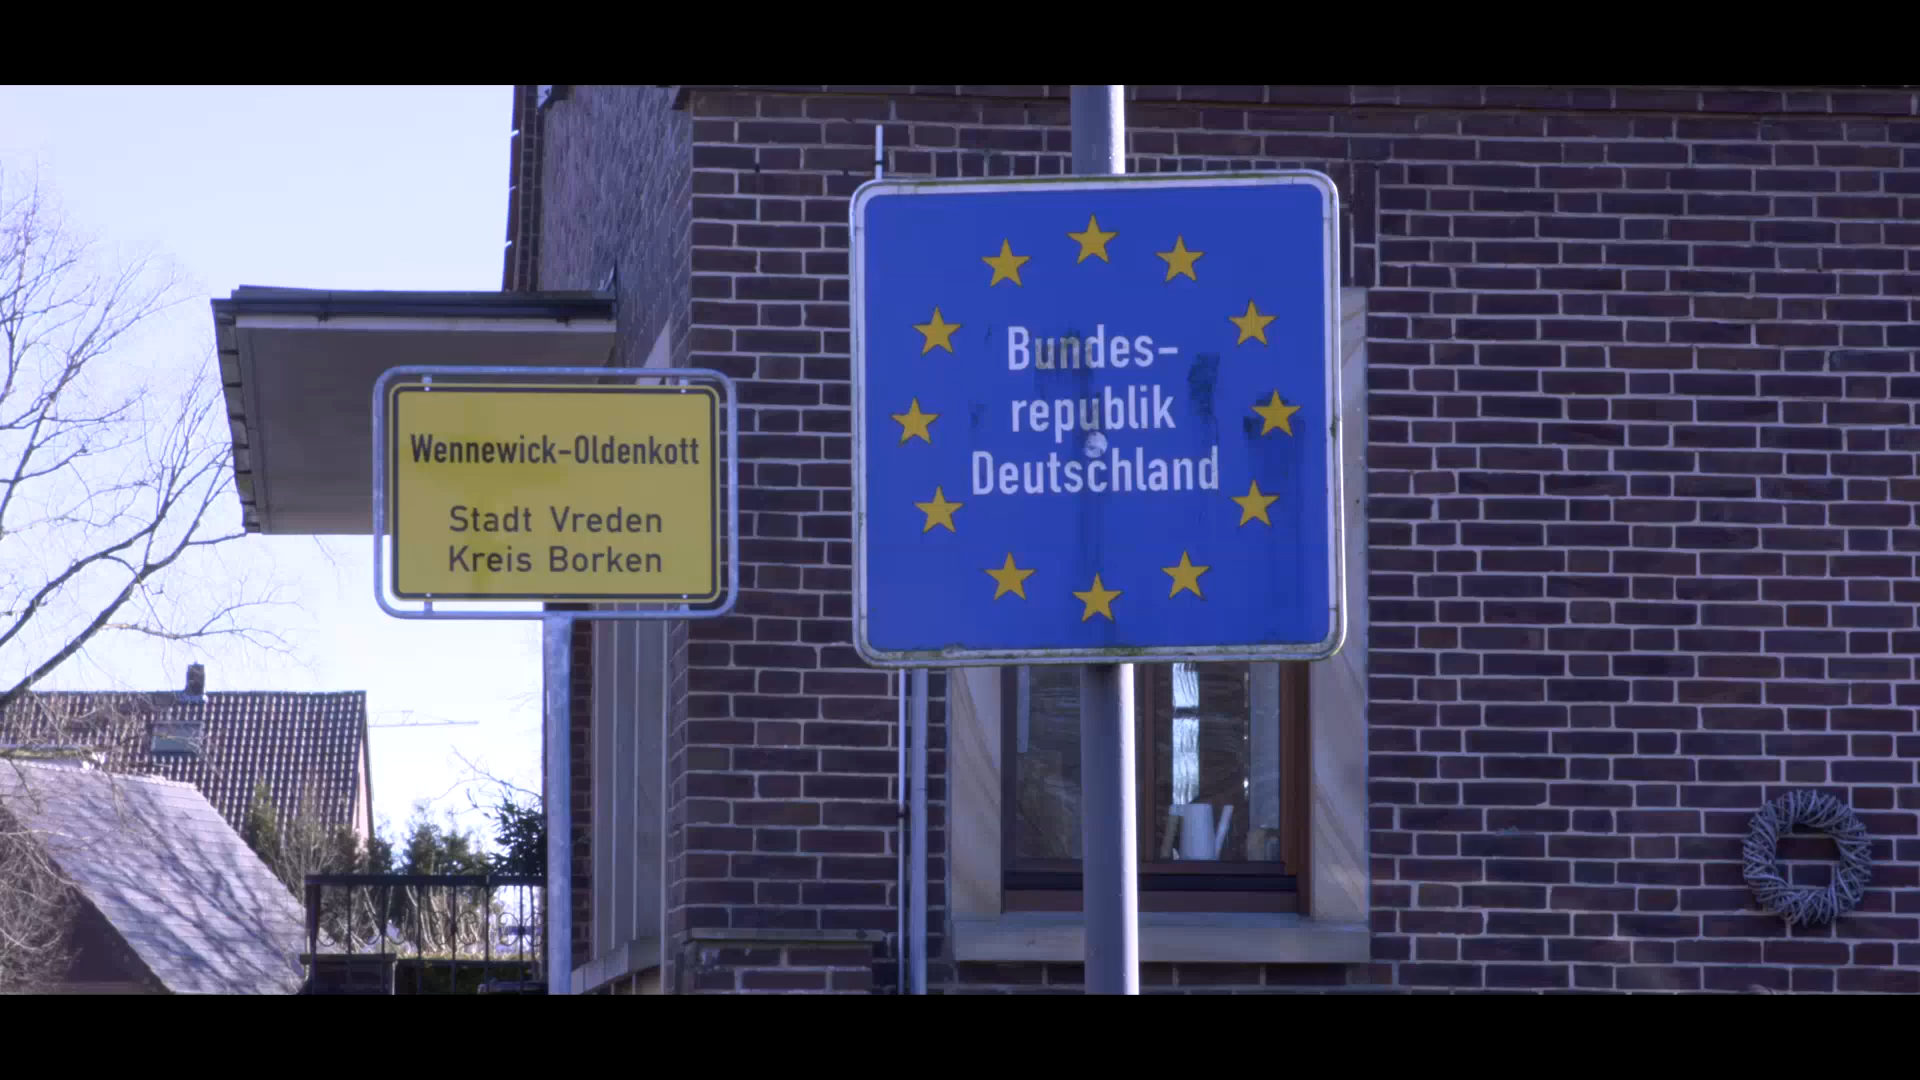 Wennewick-Oldenkott
Stadt Vreden
Kreis Borken
Bundes-
republik
Deutschland